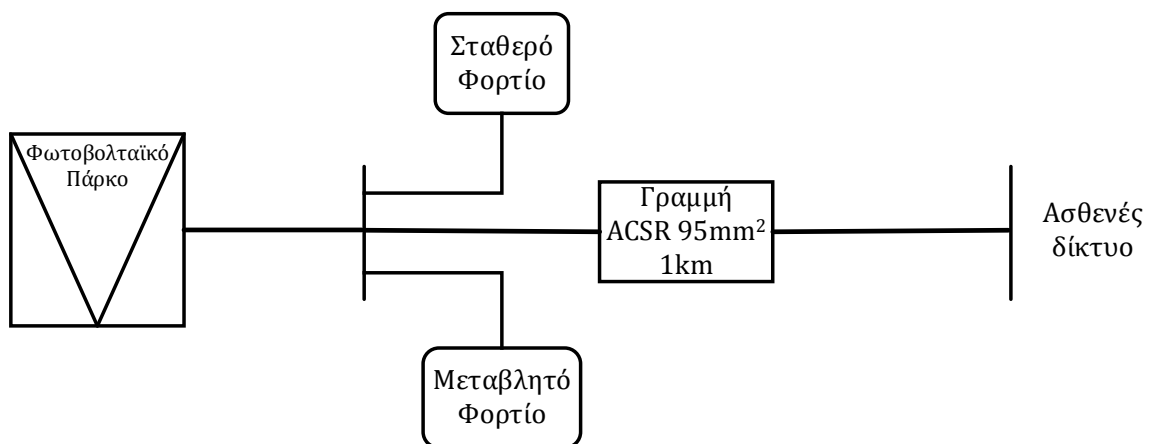 Σταθερό
Φορτίο
Φωτοβολταϊκό
Πάρκο
Γραμμή
ACSR 95mm²
1km
Ασθενές
δίκτυο
Μεταβλητό
Φορτίο